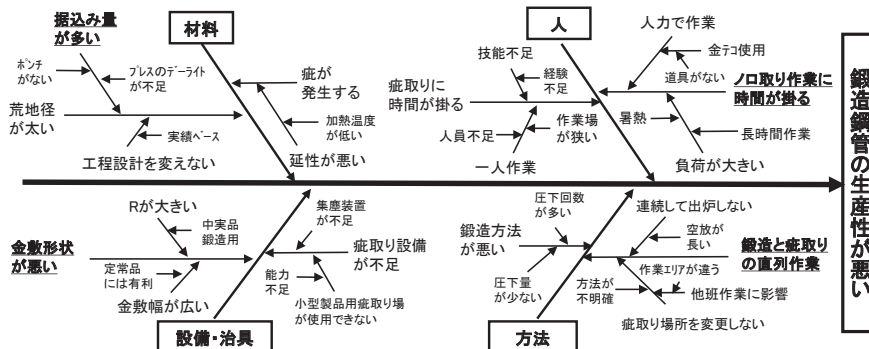 据込み量
が多い
材料
ポンチ
がない
プレスのデーライト
が不足
荒地径
が太い
実績ベース
工程設計を変えない
疵が
発生する
加熱温度
が低い
延性が悪い
人
技能不足
経験
不足
疵取りに
時間が掛る
人員不足
作業場
が狭い
一人作業
人力で作業
金テコ使用
道具がない
ノロ取り作業に
時間が掛る
暑熱
長時間作業
負荷が大きい
鍛造鋼管の生産性が悪い
金敷形状
が悪い
Rが大きい
中実品
鍛造用
定常品
には有利
金敷幅が広い
集塵装置
が不足
疵取り設備
が不足
能力
不足
小型製品用疵取り場
が使用できない
設備・治具
圧下回数
が多い
鍛造方法
が悪い
圧下量
が少ない
連続して出炉しない
空放が
長い
鍛造と疵取り
の直列作業
作業エリアが違う
方法が
不明確
他班作業に影響
疵取り場所を変更しない
方法